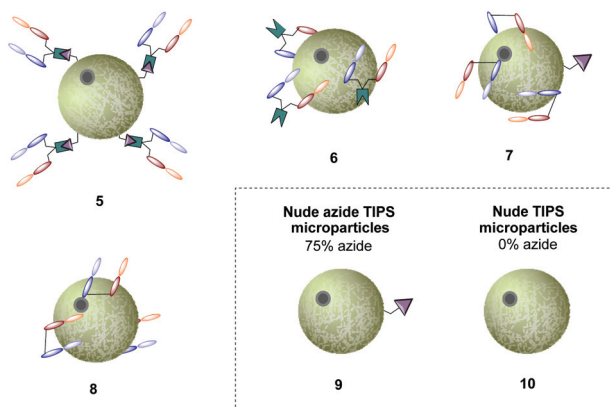 5
6
7
Nude azide TIPS
microparticles
75% azide
Nude TIPS
microparticles
0% azide
8
9
10